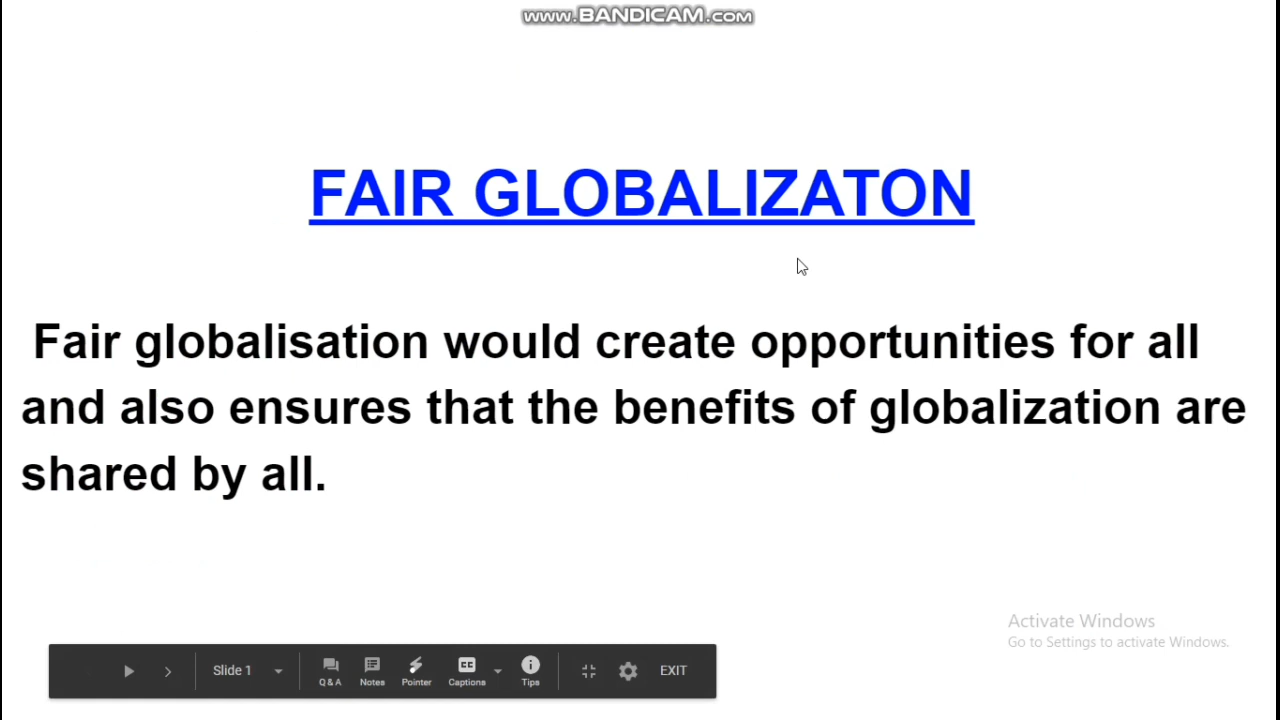 www.BANDICAM.com
FAIR GLOBALIZATON
Fair globalisation would create opportunities for all
and also ensures that the benefits of globalization are
shared by all.
Activate Windows
Go to Settings to activate Windows.
Slide 1
Q & A Notes Pointer Captions Tips EXIT